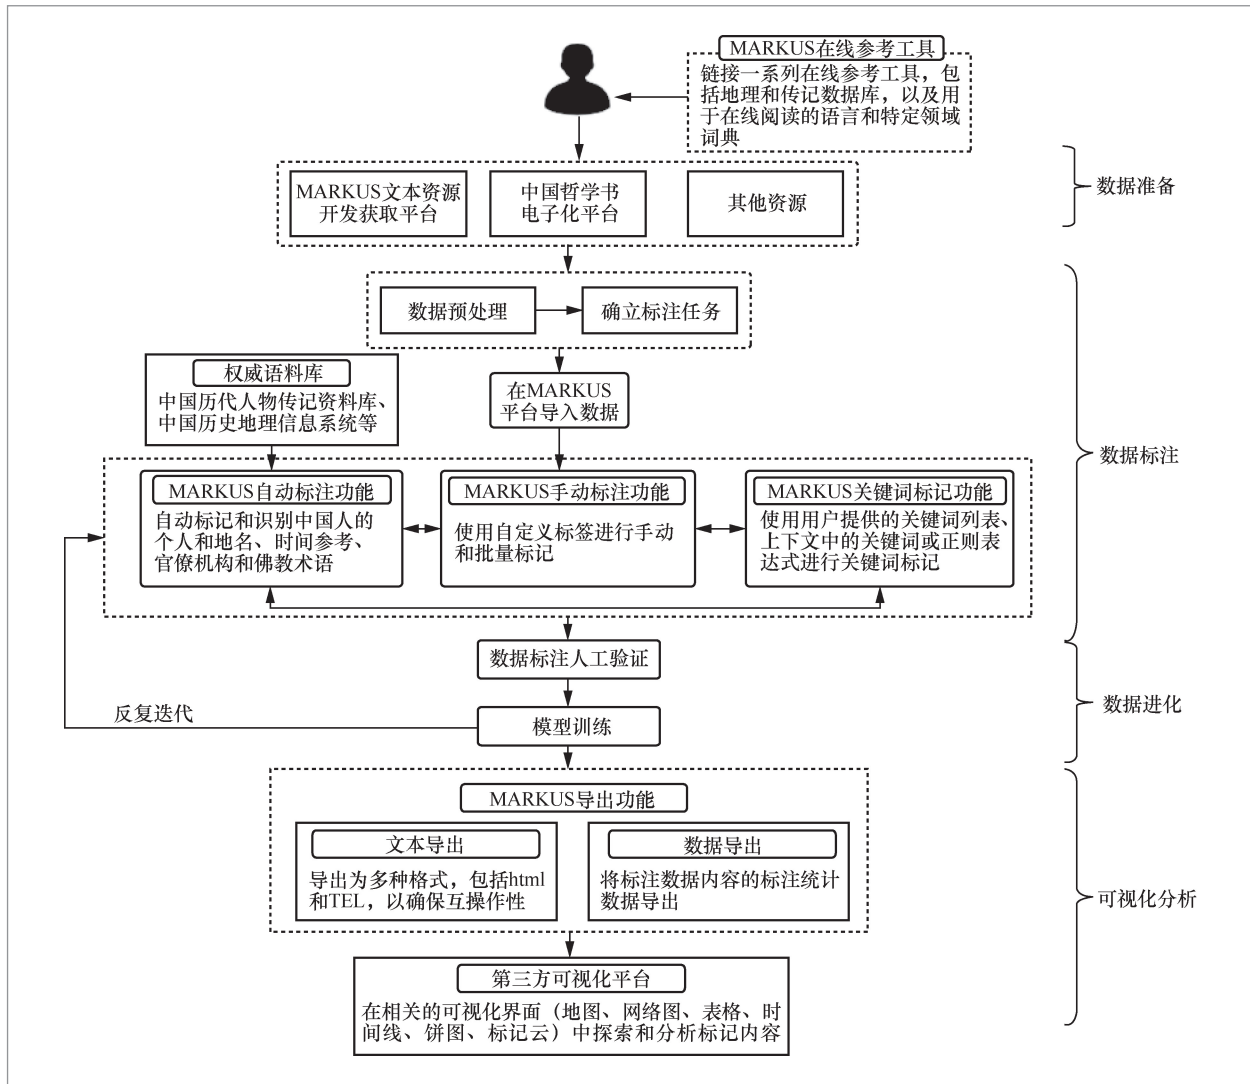 MARKUS在线参考工具
链接一系列在线参考工具，包
括地理和传记数据库，以及用
于在线阅读的语言和特定领域
词典
MARKUS文本资源
开发获取平台
中国哲学书
电子化平台
其他资源
数据准备
数据预处理
确立标注任务
权威语料库
中国历代人物传记资料库、
中国历史地理信息系统等
在MARKUS
平台导入数据
数据标注
MARKUS自动标注功能
自动标记和识别中国人的
个人和地名、时间参考、
官僚机构和佛教术语
MARKUS手动标注功能
使用自定义标签进行手动
和批量标记
MARKUS关键词标记功能
使用用户提供的关键词列表、
上下文中的关键词或正则表
达式进行关键词标记
数据标注人工验证
反复迭代
模型训练
数据进化
MARKUS导出功能
文本导出
导出为多种格式，包括html
和TEL，以确保互操作性
数据导出
将标注数据内容的标注统计
数据导出
可视化分析
第三方可视化平台
在相关的可视化界面（地图、网络图、表格、时
间线、饼图、标记云）中探索和分析标记内容